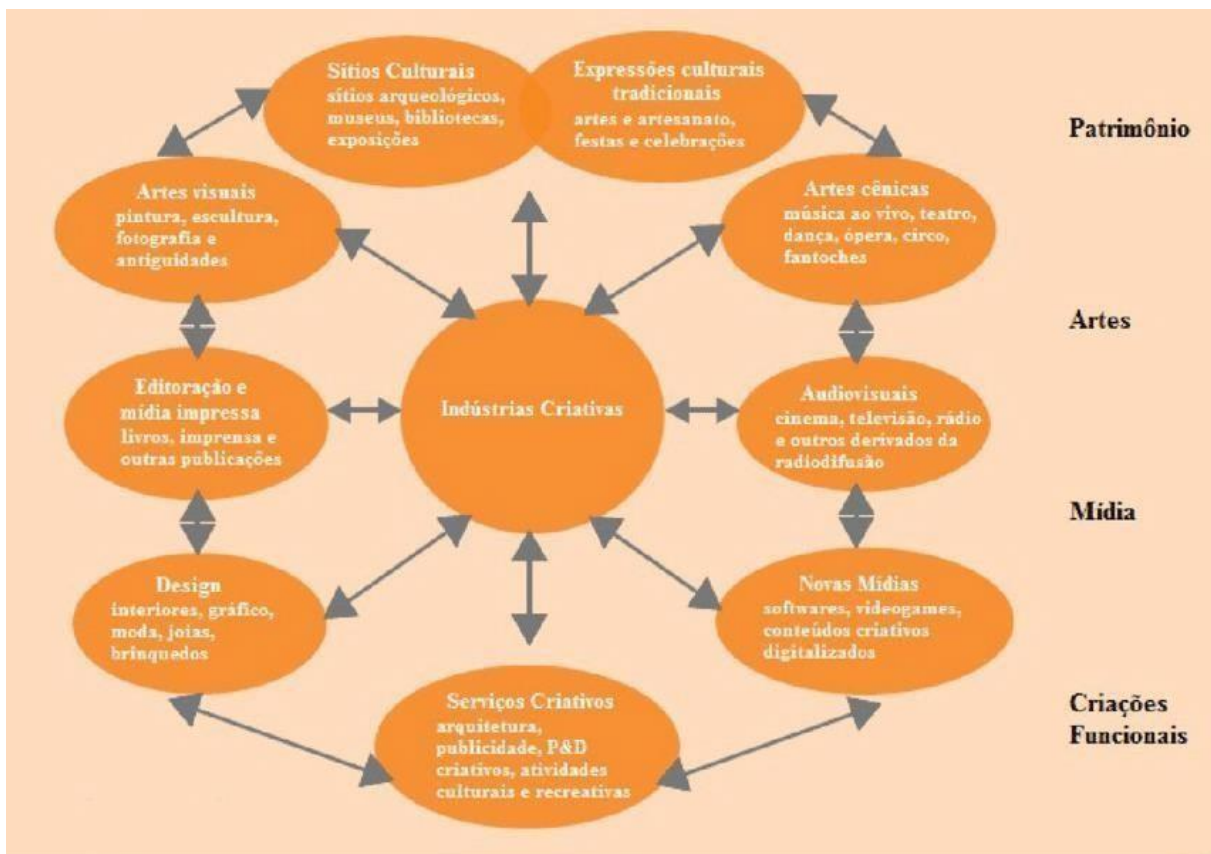 Sítios Culturais
sítios arqueológicos,
museus, bibliotecas,
exposições
Expressões culturais
tradicionais
artes e artesanato,
festas e celebrações
Patrimônio
Artes visuais
pintura, escultura,
fotografia e
antiguidades
Artes cênicas
música ao vivo, teatro,
dança, ópera, circo,
fantoches
Artes
Editoração e
mídia impressa
livros, imprensa e
outras publicações
Indústrias Criativas
Audiovisuais
cinema, televisão, rádio
e outros derivados da
radiodifusão
Mídia
Design
interiores, gráfico,
moda, joias,
brinquedos
Novas Mídias
softwares, videogames,
conteúdos criativos
digitalizados
Serviços Criativos
arquitetura,
publicidade, P&D
criativos, atividades
culturais e recreativas
Criações
Funcionais